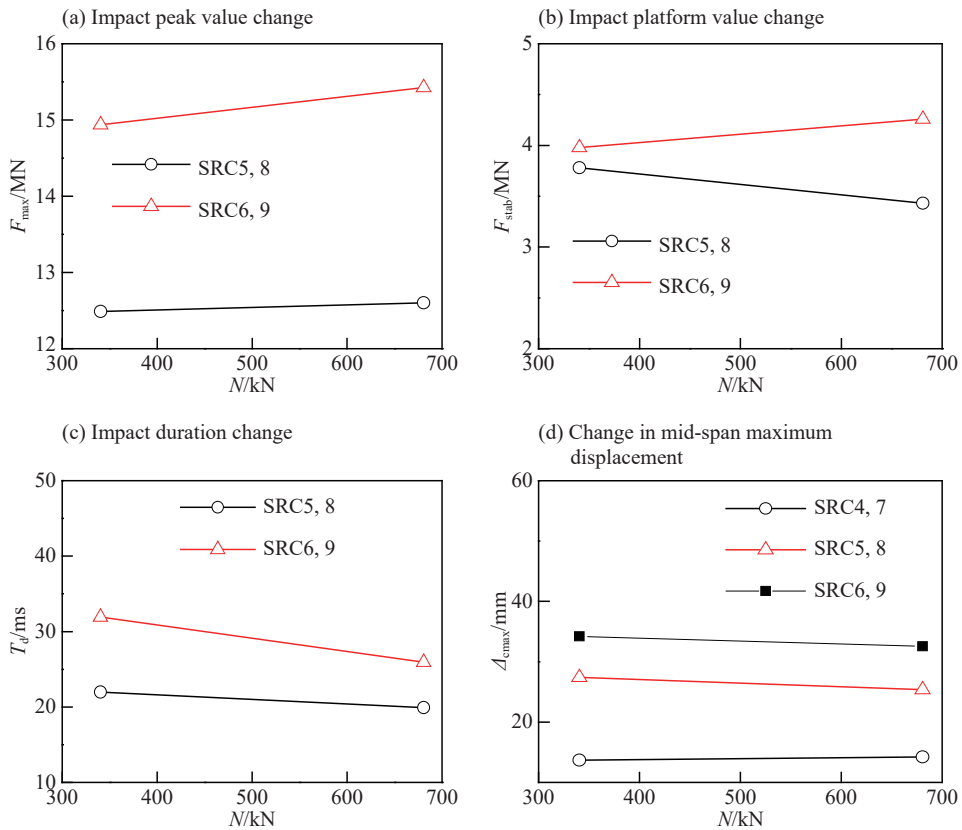 (a) Impact peak value change
16
15
14
13
12
F_max/MN
SRC5, 8
SRC6, 9
300 400 500 600 700
N/kN
(b) Impact platform value change
5
4
3
2
F_stab/MN
SRC5, 8
SRC6, 9
300 400 500 600 700
N/kN
(c) Impact duration change
50
40
30
20
10
T_d/ms
SRC5, 8
SRC6, 9
300 400 500 600 700
N/kN
(d) Change in mid-span maximum
displacement
60
40
20
Δ_cmax/mm
SRC4, 7
SRC5, 8
SRC6, 9
300 400 500 600 700
N/kN